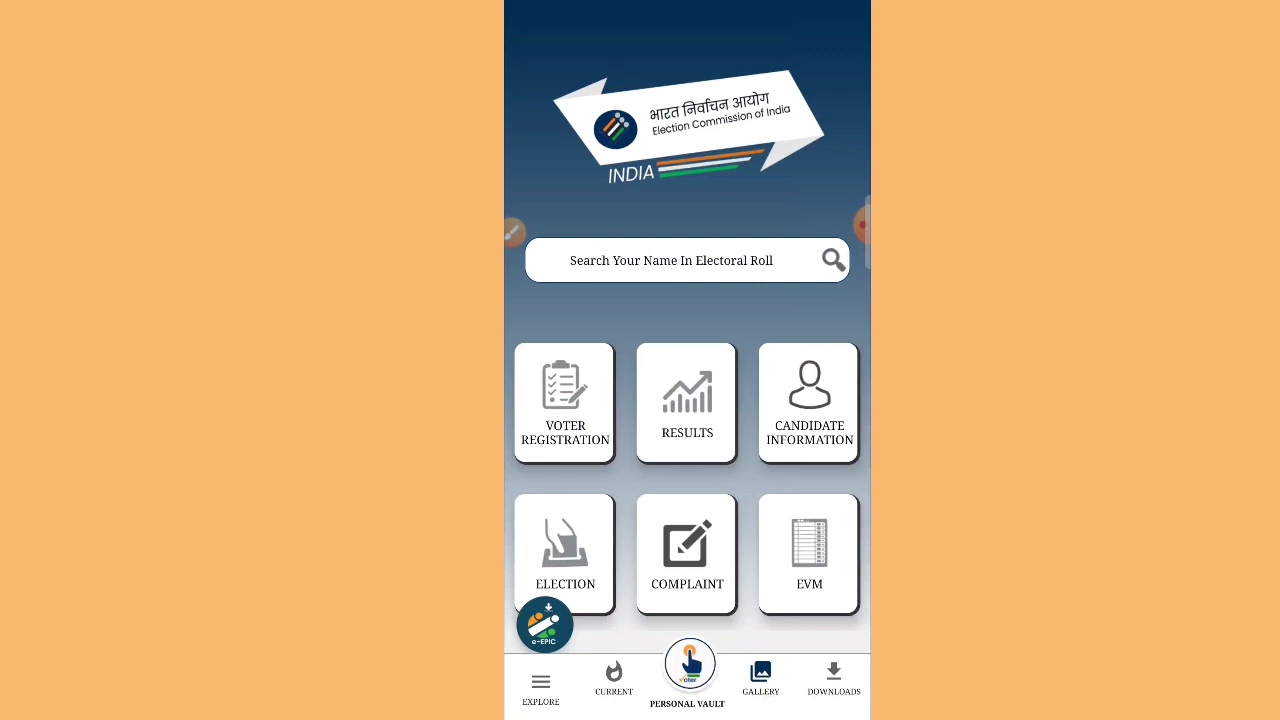 भारत निर्वाचन आयोग
Election Commission of India
INDIA
Search Your Name In Electoral Roll
VOTER
REGISTRATION
RESULTS
CANDIDATE
INFORMATION
ELECTION
COMPLAINT
EVM
e-EPIC
EXPLORE
CURRENT
Voter
PERSONAL VAULT
GALLERY
DOWNLOADS